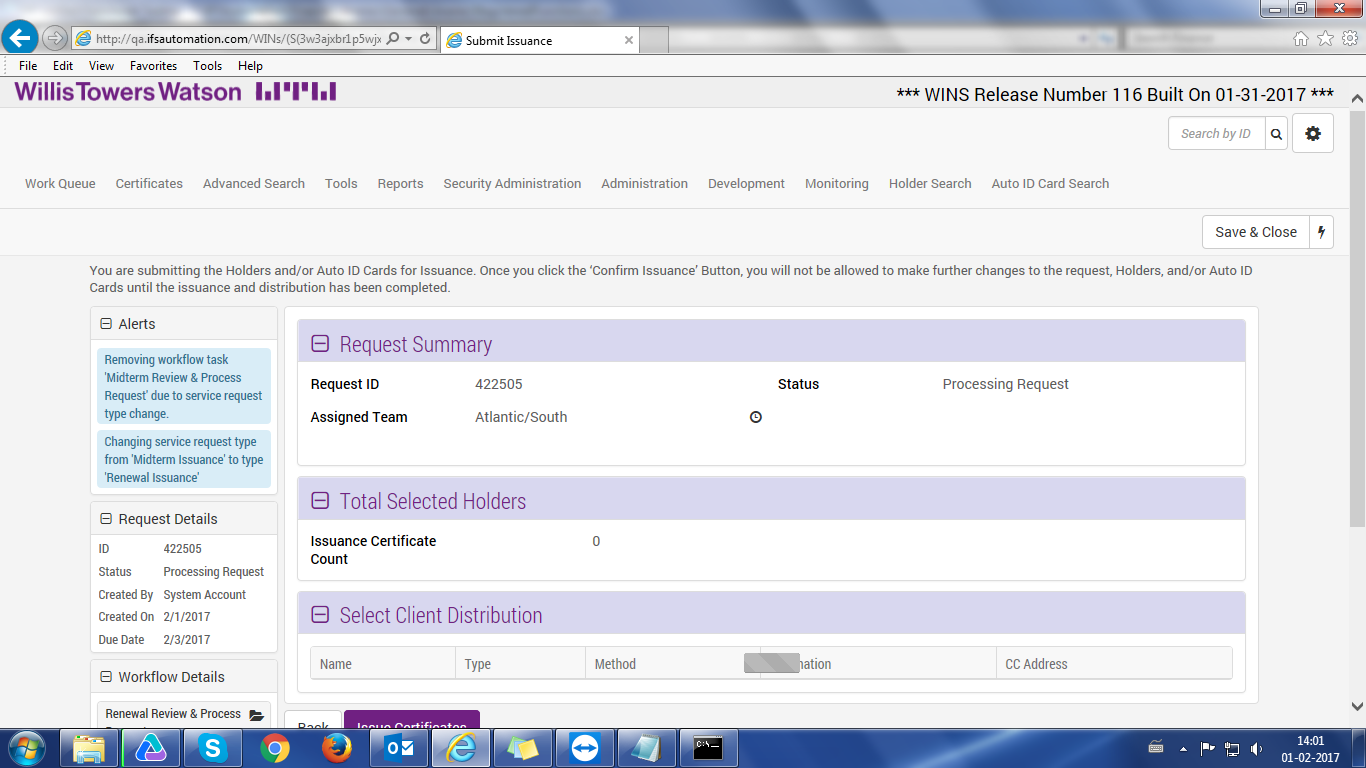 http://qa.ifsautomation.com/WINs/(S(3w3ajxbr1p5wjx
Submit Issuance
File Edit View Favorites Tools Help
Willis Towers Watson
*** WINS Release Number 116 Built On 01-31-2017 ***
Search by ID
Work Queue Certificates Advanced Search Tools Reports Security Administration Administration Development Monitoring Holder Search Auto ID Card Search
Save & Close
You are submitting the Holders and/or Auto ID Cards for Issuance. Once you click the ‘Confirm Issuance’ Button, you will not be allowed to make further changes to the request, Holders, and/or Auto ID
Cards until the issuance and distribution has been completed.
Alerts
Removing workflow task
'Midterm Review & Process
Request' due to service request
type change.
Changing service request type
from 'Midterm Issuance' to type
'Renewal Issuance'
Request Details
ID 422505
Status Processing Request
Created By System Account
Created On 2/1/2017
Due Date 2/3/2017
Workflow Details
Renewal Review & Process
Request Summary
Request ID 422505 Status Processing Request
Assigned Team Atlantic/South
Total Selected Holders
Issuance Certificate 0
Count
Select Client Distribution
Name Type Method CC Address
Back Issue Certificates
14:01
01-02-2017